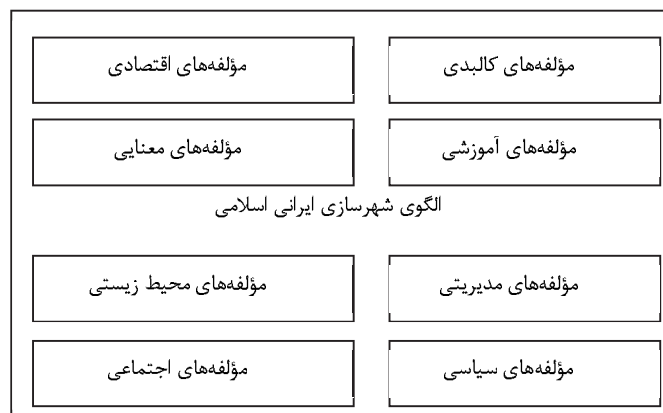 مؤلفه‌های کالبدی
مؤلفه‌های اقتصادی
مؤلفه‌های آموزشی
مؤلفه‌های معنایی
الگوی شهرسازی ایرانی اسلامی
مؤلفه‌های مدیریتی
مؤلفه‌های محیط زیستی
مؤلفه‌های سیاسی
مؤلفه‌های اجتماعی